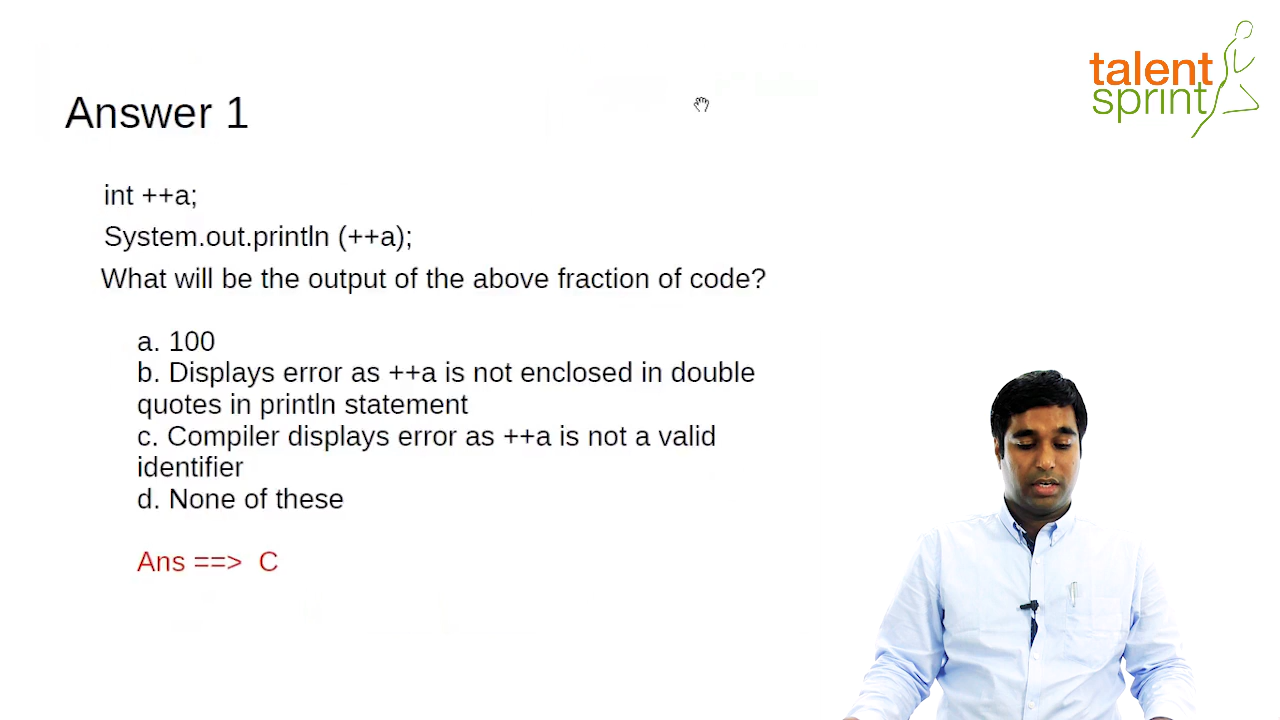 talent
sprint
Answer 1
int ++a;
System.out.println (++a);
What will be the output of the above fraction of code?
a. 100
b. Displays error as ++a is not enclosed in double
quotes in println statement
c. Compiler displays error as ++a is not a valid
identifier
d. None of these
Ans ==> C